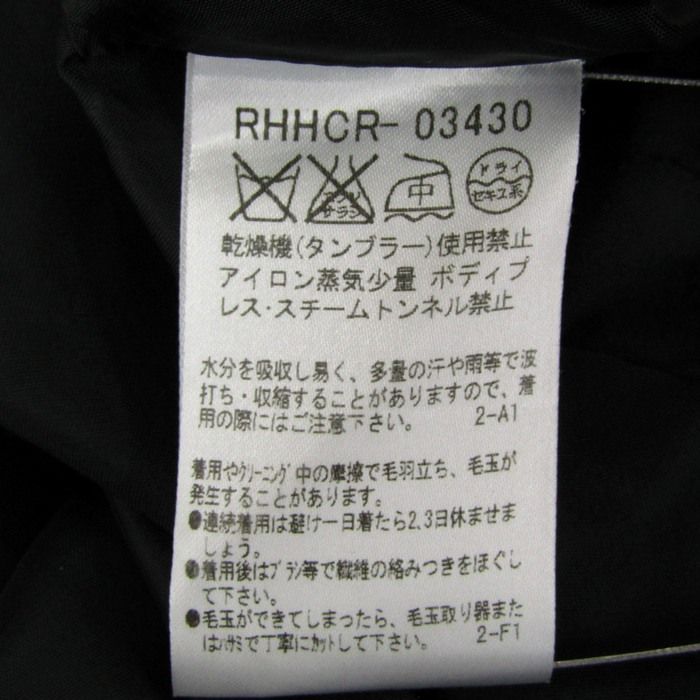 RHHCR-03430
エンソ
サラシ
中
ドライ
セキユ系
乾燥機(タンブラー)使用禁止
アイロン蒸気少量 ボディプ
レス・スチームトンネル禁止
水分を吸収し易く、多量の汗や雨等で波
打ち・収縮することがありますので、着
用の際にはご注意下さい。 2-A1
着用やクリーニング中の摩擦で毛羽立ち、毛玉が
発生することがあります。
●連続着用は避け一日着たら2.3日休ませま
しょう。
●着用後はブラシ等で繊維の絡みつきをほぐし
て下さい。
●毛玉ができてしまったら、毛玉取り器また
はハサミで丁寧にカットして下さい。 2-F1